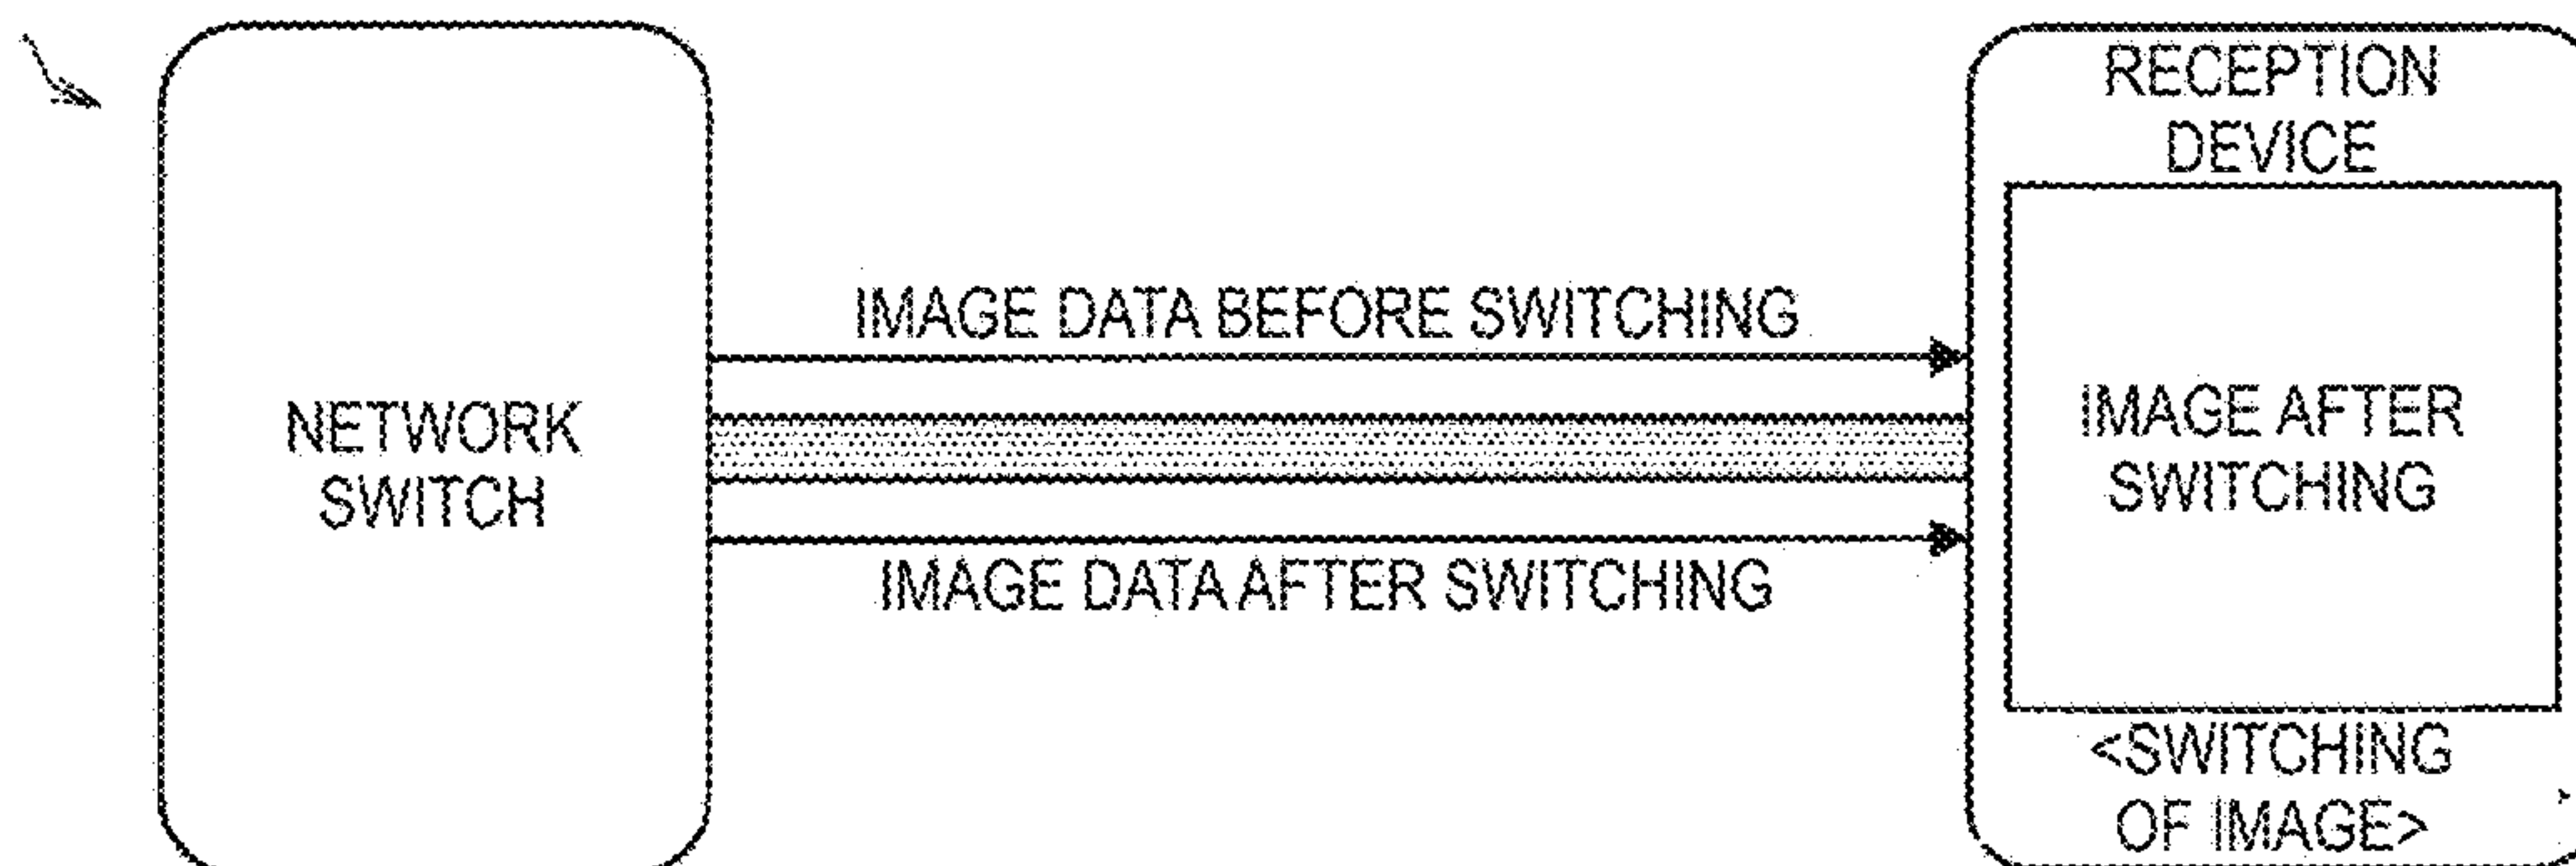 RECEPTION
DEVICE
IMAGE DATA BEFORE SWITCHING
NETWORK
SWITCH
IMAGE AFTER
SWITCHING
IMAGE DATA AFTER SWITCHING
<SWITCHING
OF IMAGE>